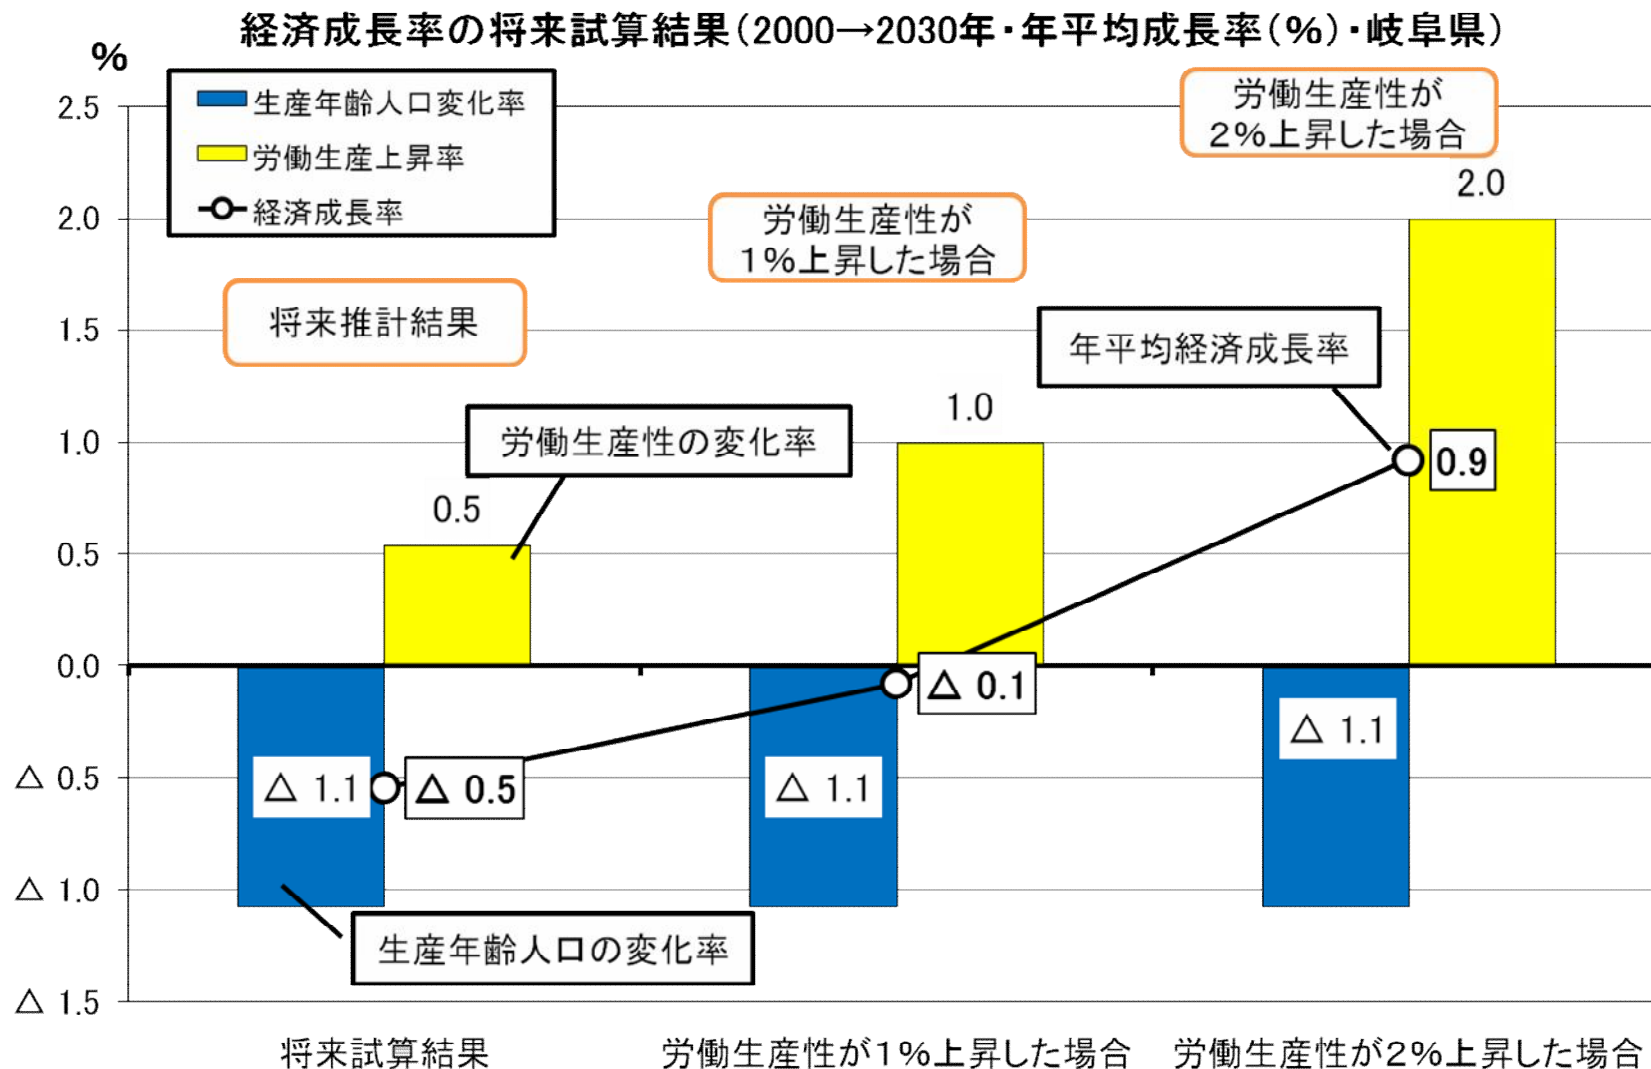 経済成長率の将来試算結果(2000→2030年・年平均成長率(%)・岐阜県)
%
生産年齢人口変化率
労働生産上昇率
経済成長率
将来推計結果
労働生産性が
1%上昇した場合
労働生産性が
2%上昇した場合
労働生産性の変化率
年平均経済成長率
生産年齢人口の変化率
2.5
2.0
1.5
1.0
0.5
0.0
△ 0.5
△ 1.0
△ 1.5
0.5
1.0
2.0
△ 1.1
△ 0.5
△ 1.1
△ 0.1
△ 1.1
0.9
将来試算結果
労働生産性が1%上昇した場合
労働生産性が2%上昇した場合